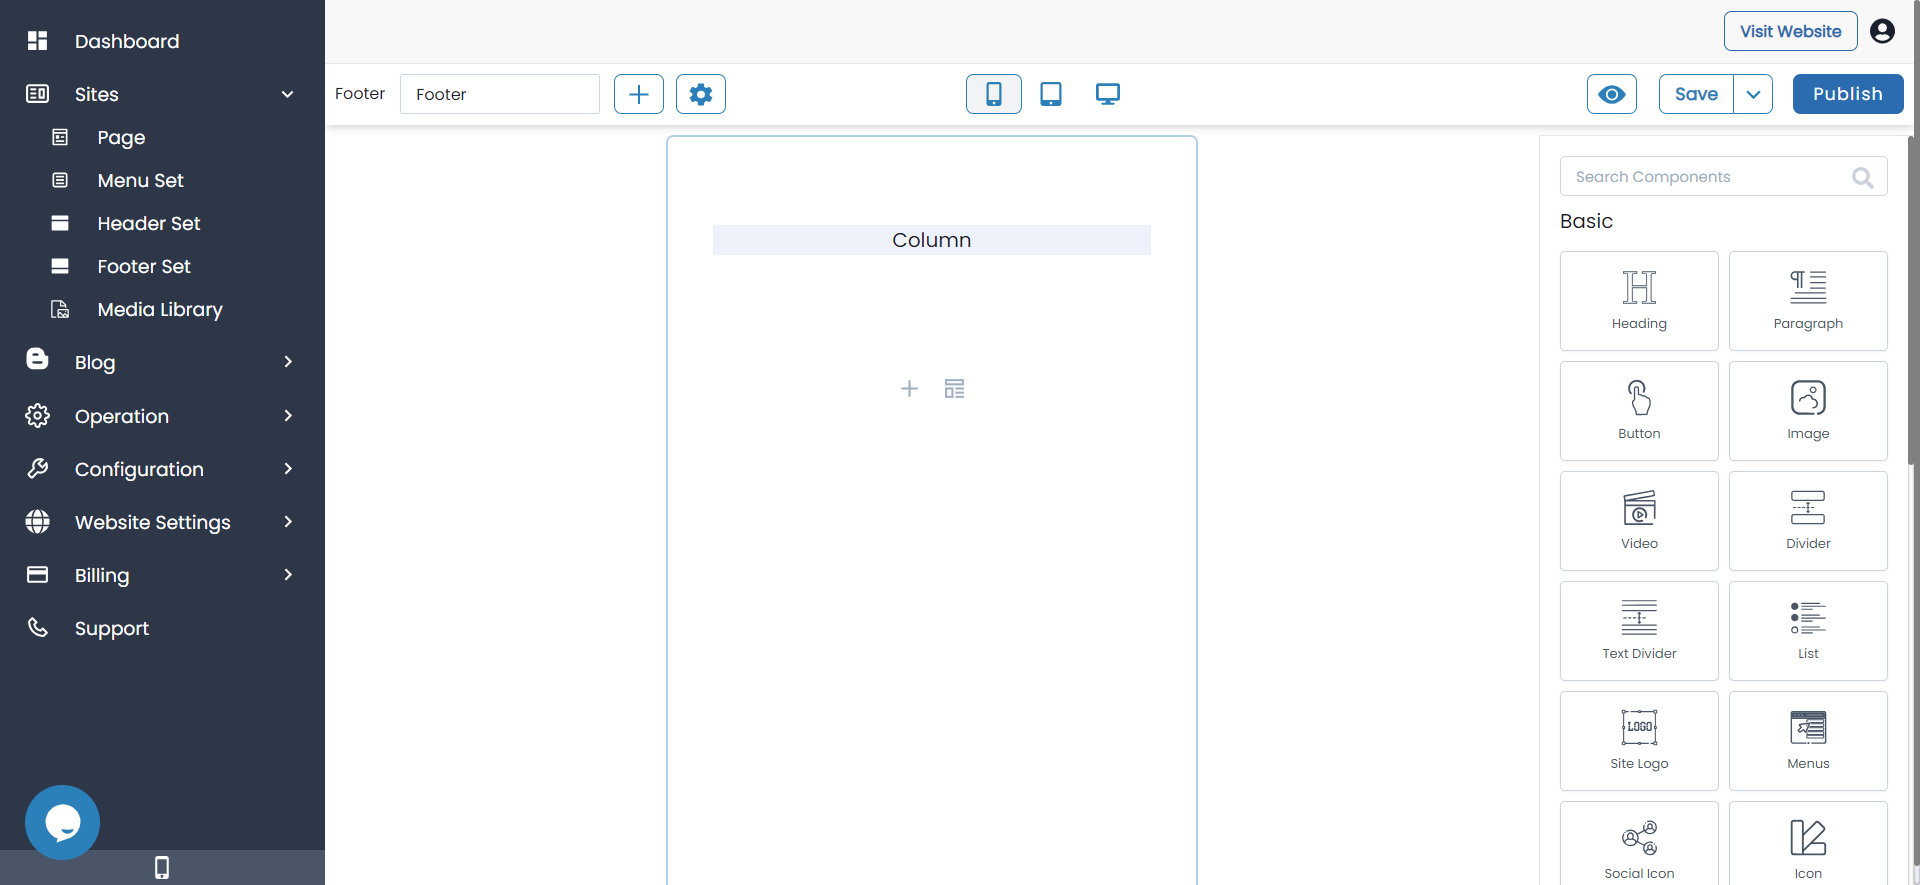 Dashboard
Sites
Page
Menu Set
Header Set
Footer Set
Media Library
Blog
Operation
Configuration
Website Settings
Billing
Support
Visit Website
Footer
Footer
Save
Publish
Column
Search Components
Basic
Heading
Paragraph
Button
Image
Video
Divider
Text Divider
List
LOGO
Site Logo
Menus
Social Icon
Icon